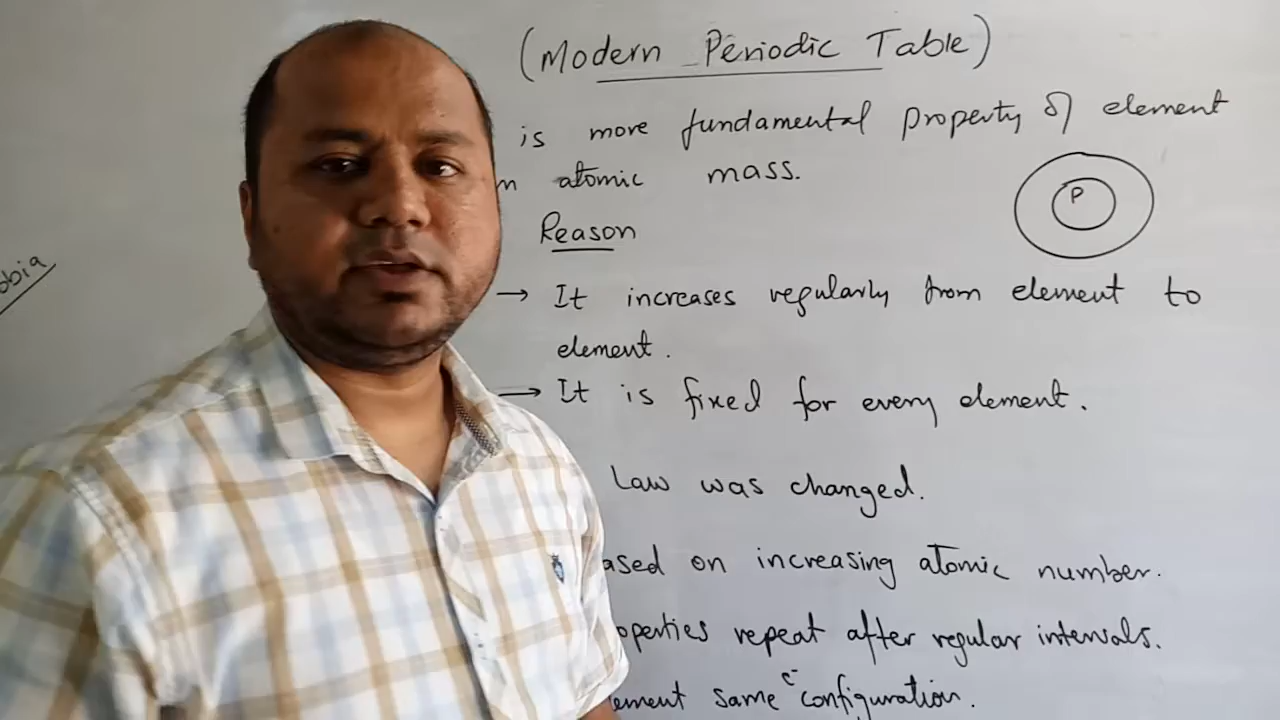 (Modern Periodic Table)
is more fundamental property of element
atomic mass.
P
Reason
→ It increases regularly from element to
element.
→ It is fixed for every element.
Law was changed.
ased on increasing atomic number.
operties repeat after regular intervals.
ement same e⁻ configuration.